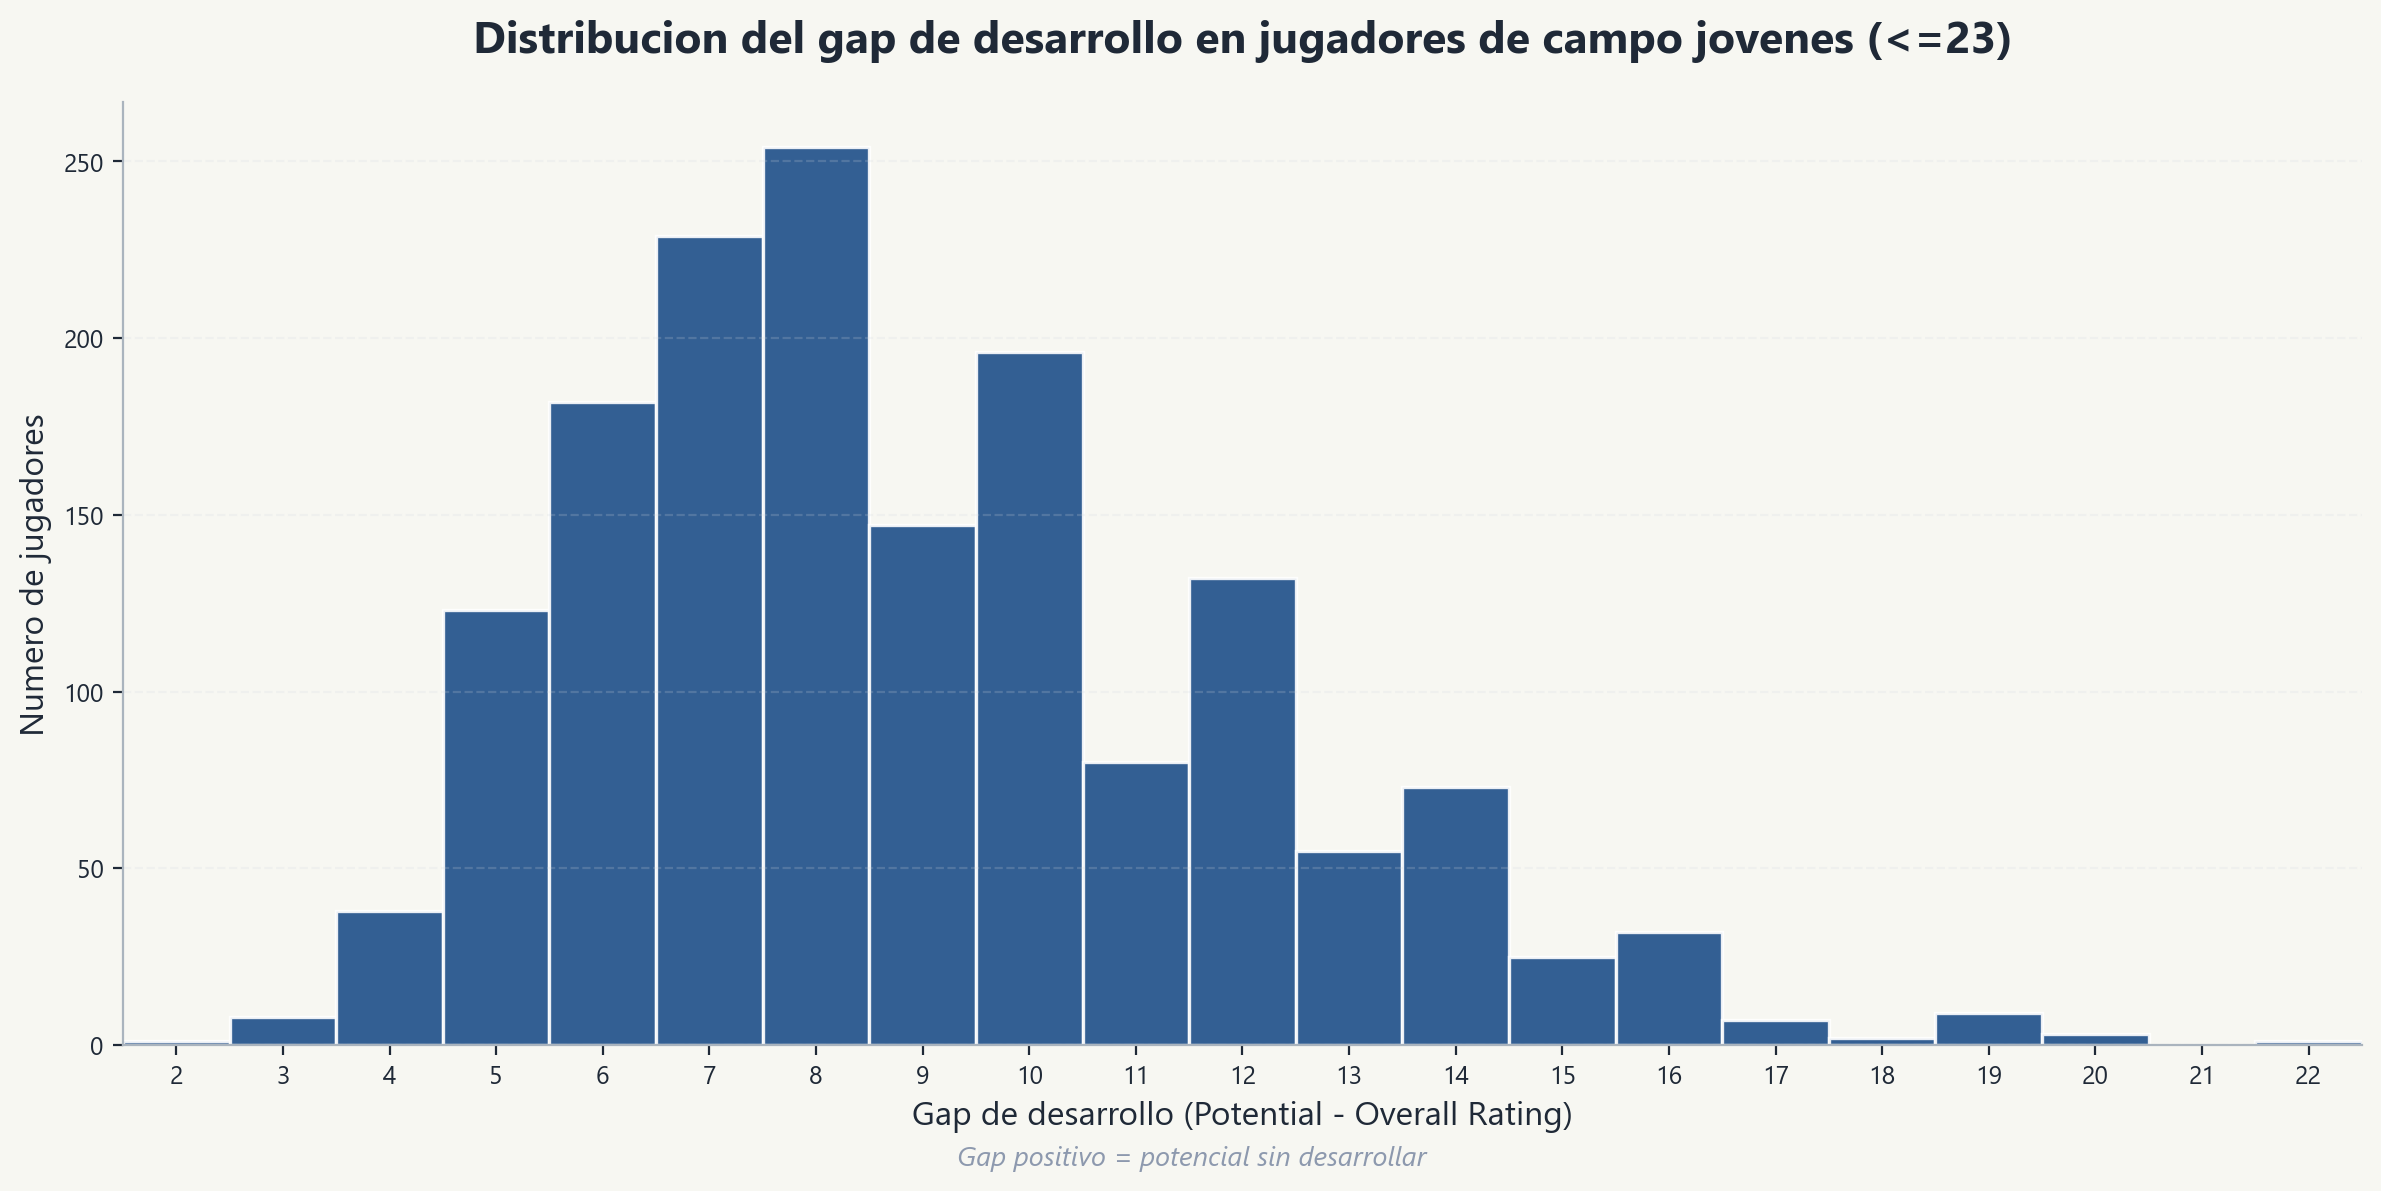 Distribucion del gap de desarrollo en jugadores de campo jovenes (<=23)
Numero de jugadores
250
200
150
100
50
0
2 3 4 5 6 7 8 9 10 11 12 13 14 15 16 17 18 19 20 21 22
Gap de desarrollo (Potential - Overall Rating)
Gap positivo = potencial sin desarrollar